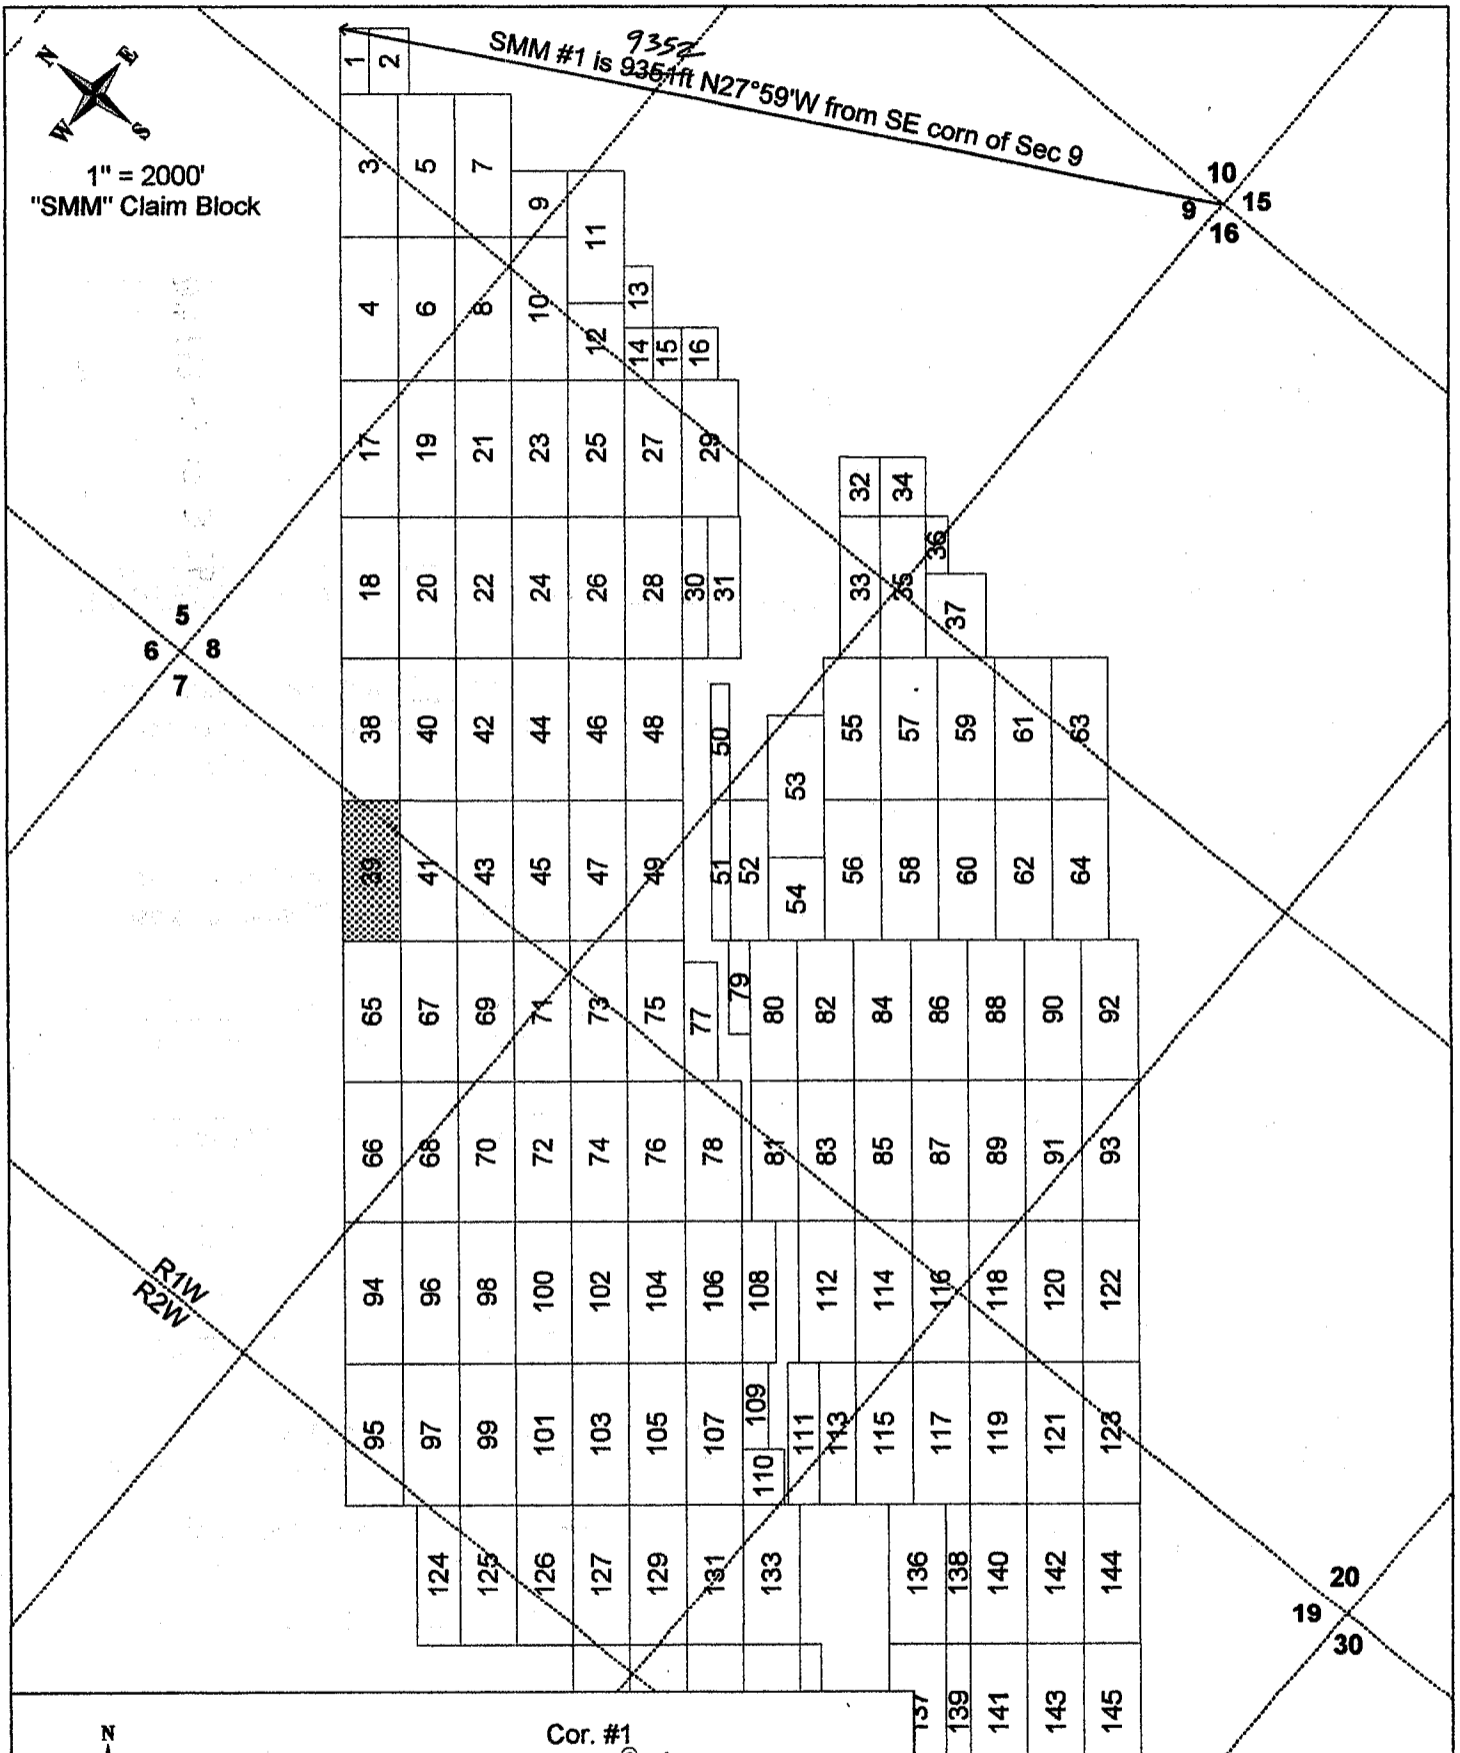 9352
SMM #1 is 9351ft N27°59'W from SE corn of Sec 9
N E
W S
1" = 2000'
"SMM" Claim Block
1 2
10
9 15
16
3 5 7
9
11
4 6 8 10
12
13
14 15 16
17 19 21 23 25 27 29
32 34
18 20 22 24 26 28 30 31
33 35 36
37
5
6 8
7
38 40 42 44 46 48
50
53
55 57 59 61 63
39 41 43 45 47 49
51 52
54
56 58 60 62 64
65 67 69 71 73 75
77
79
80 82 84 86 88 90 92
66 68 70 72 74 76 78
81 83 85 87 89 91 93
R1W
R2W
94 96 98 100 102 104 106 108
112 114 116 118 120 122
95 97 99 101 103 105 107
109
110
111 113 115 117 119 121 123
124 125 126 127 129 131 133
136 138 140 142 144
20
19
30
137 139 141 143 145
N
Cor. #1